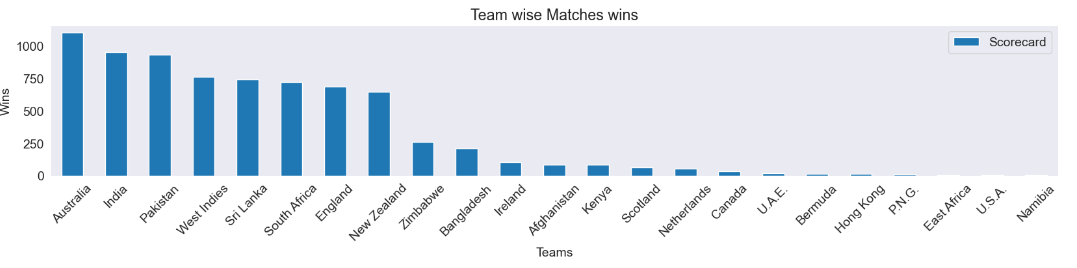 Team wise Matches wins
Scorecard
Wins
1000
750
500
250
0
Australia
India
Pakistan
West Indies
Sri Lanka
South Africa
England
New Zealand
Zimbabwe
Bangladesh
Ireland
Afghanistan
Kenya
Scotland
Netherlands
Canada
U.A.E.
Bermuda
Hong Kong
P.N.G.
East Africa
U.S.A.
Namibia
Teams